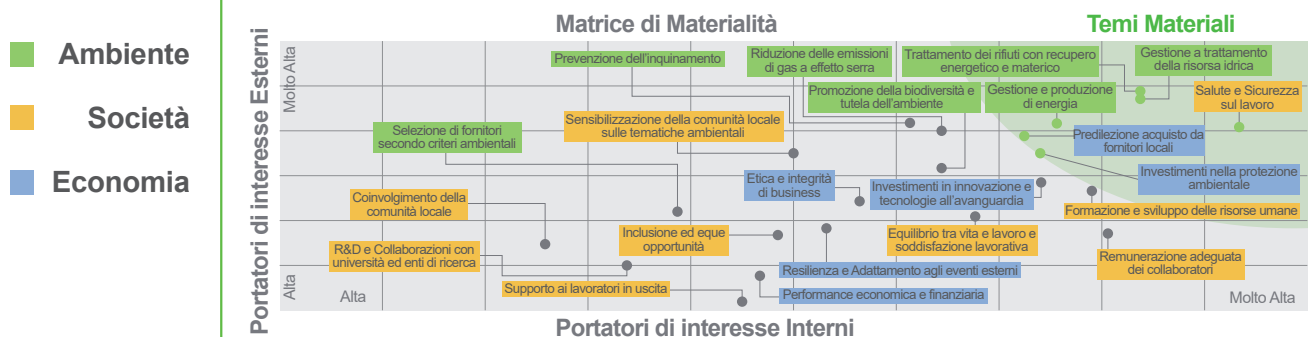 Ambiente
Società
Economia
Matrice di Materialità
Temi Materiali
Portatori di interesse Esterni
Molto Alta
Alta
Prevenzione dell'inquinamento
Riduzione delle emissioni
di gas a effetto serra
Trattamento dei rifiuti con recupero
energetico e materico
Gestione a trattamento
della risorsa idrica
Promozione della biodiversità e
tutela dell'ambiente
Gestione e produzione
di energia
Salute e Sicurezza
sul lavoro
Sensibilizzazione della comunità locale
sulle tematiche ambientali
Selezione di fornitori
secondo criteri ambientali
Predilezione acquisto da
fornitori locali
Etica e integrità
di business
Investimenti in innovazione e
tecnologie all'avanguardia
Investimenti nella protezione
ambientale
Coinvolgimento della
comunità locale
Formazione e sviluppo delle risorse umane
Inclusione ed eque
opportunità
Equilibrio tra vita e lavoro e
soddisfazione lavorativa
R&D e Collaborazioni con
università ed enti di ricerca
Remunerazione adeguata
dei collaboratori
Resilienza e Adattamento agli eventi esterni
Supporto ai lavoratori in uscita
Performance economica e finanziaria
Alta
Molto Alta
Portatori di interesse Interni